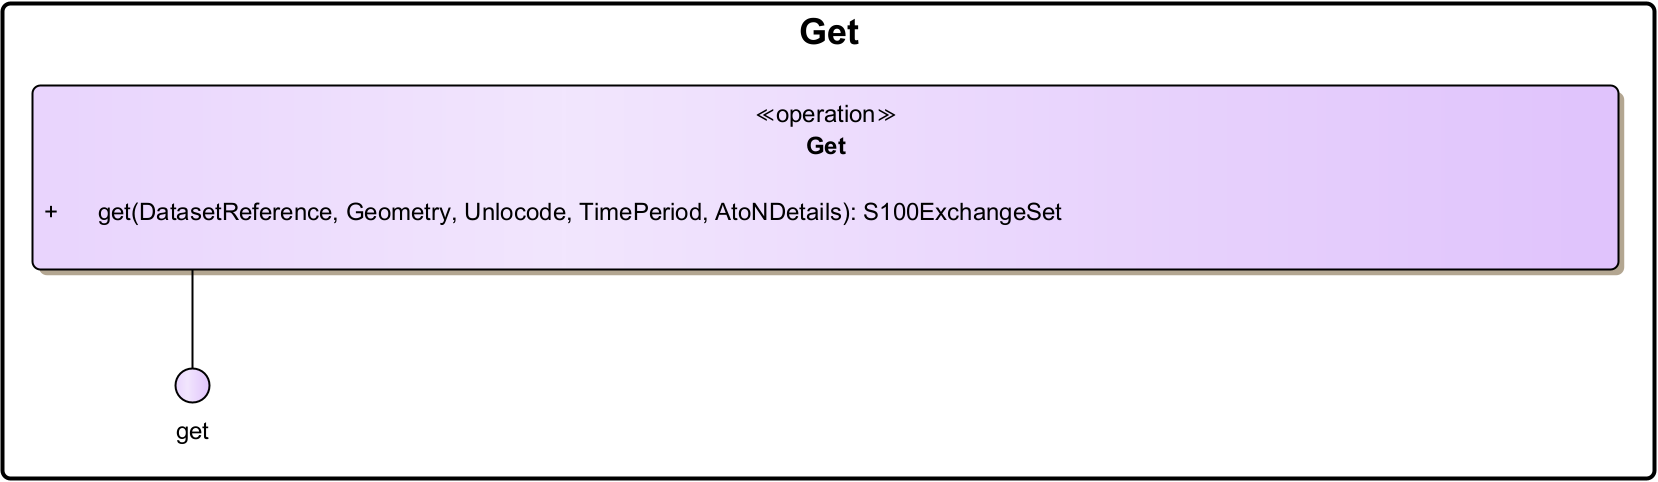 Get
≪operation≫
Get
+ get(DatasetReference, Geometry, Unlocode, TimePeriod, AtoNDetails): S100ExchangeSet
get